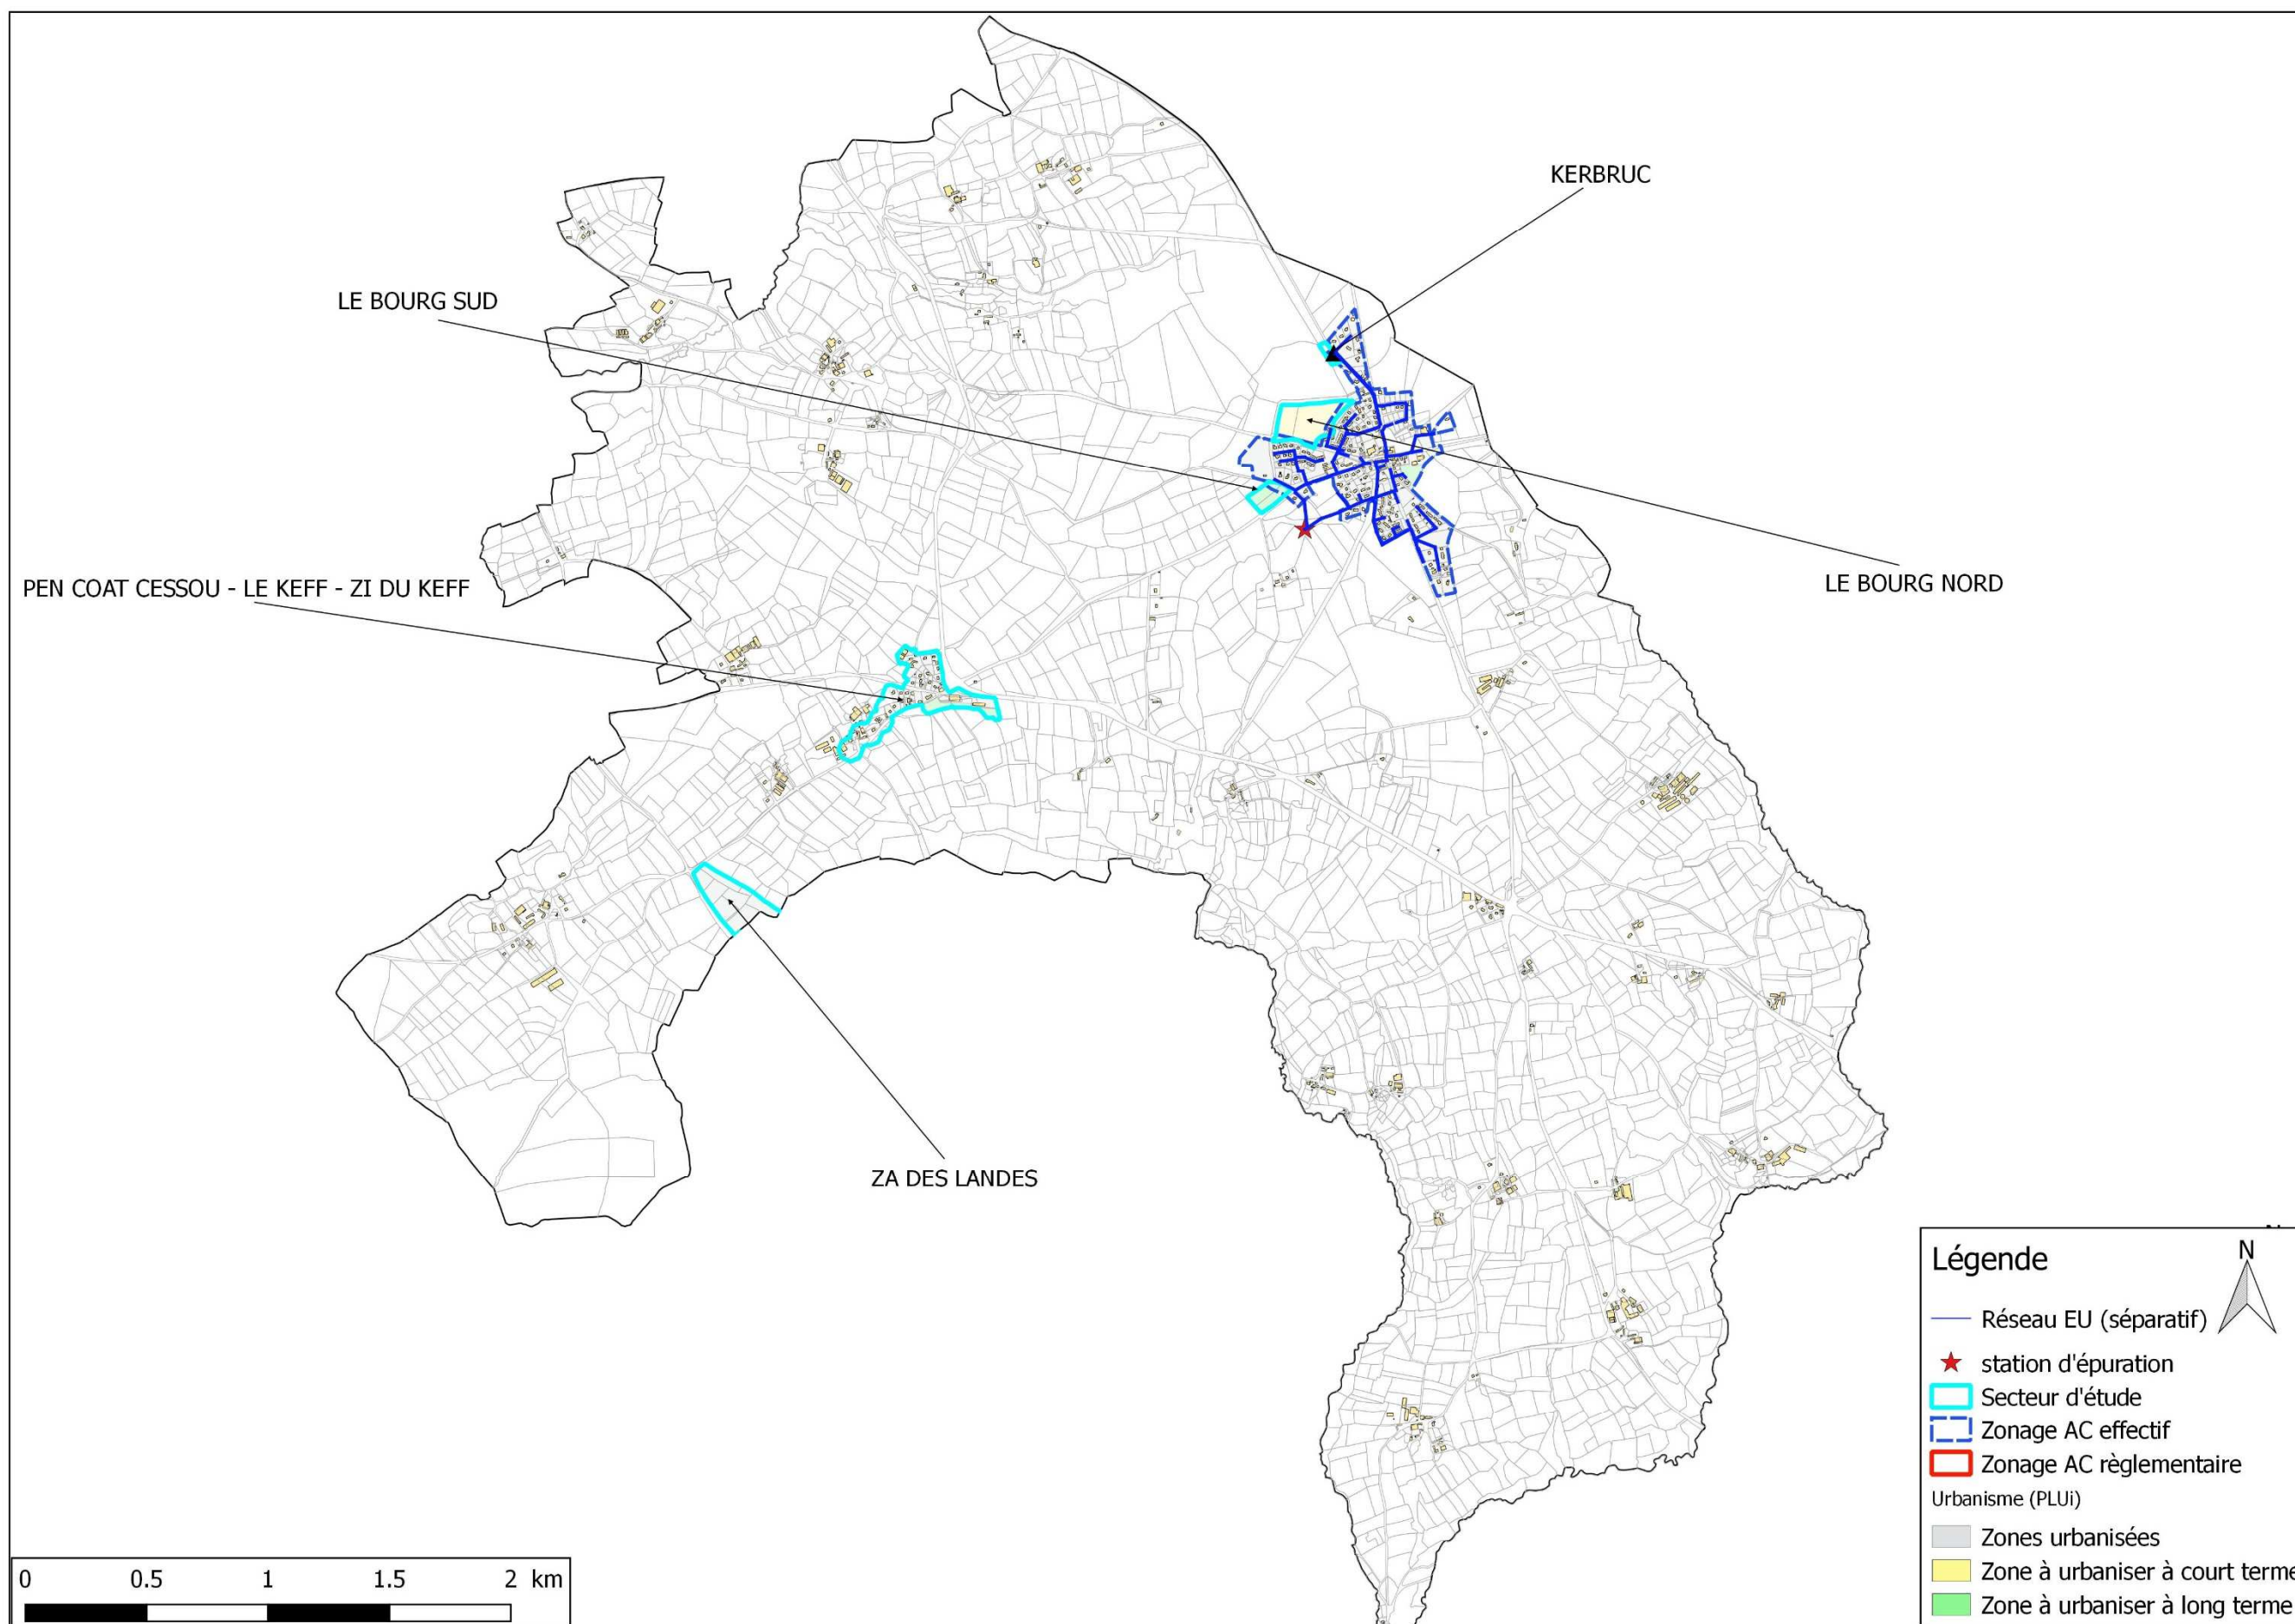 KERBRUC
LE BOURG SUD
PEN COAT CESSOU - LE KEFF - ZI DU KEFF
LE BOURG NORD
ZA DES LANDES
Légende
N
Réseau EU (séparatif)
station d'épuration
Secteur d'étude
Zonage AC effectif
Zonage AC règlementaire
Urbanisme (PLUi)
Zones urbanisées
Zone à urbaniser à court terme
Zone à urbaniser à long terme
0 0.5 1 1.5 2 km